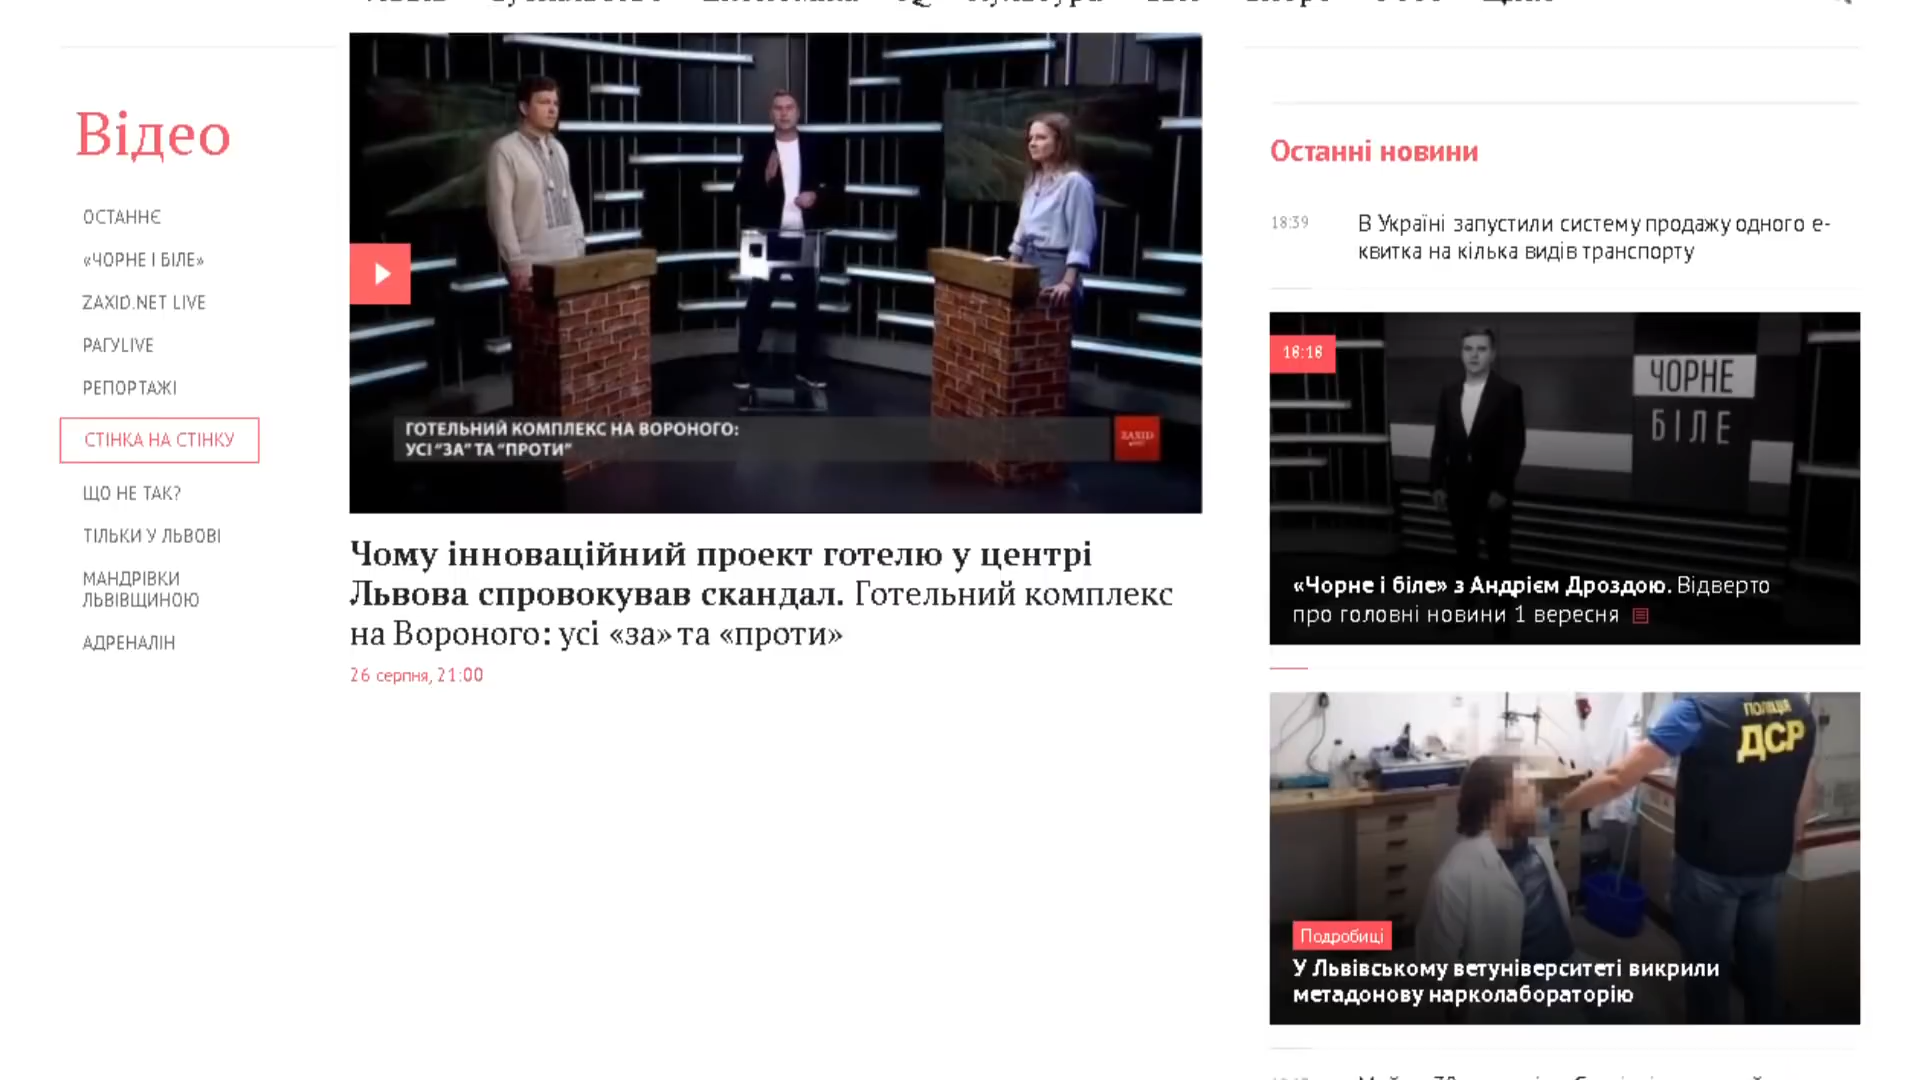 Відео
ОСТАННЄ
«ЧОРНЕ І БІЛЕ»
ZAXID.NET LIVE
РАГУLIVE
РЕПОРТАЖІ
СТІНКА НА СТІНКУ
ЩО НЕ ТАК?
ТІЛЬКИ У ЛЬВОВІ
МАНДРІВКИ
ЛЬВІВЩИНОЮ
АДРЕНАЛІН
ГОТЕЛЬНИЙ КОМПЛЕКС НА ВОРОНОГО:
УСІ "ЗА" ТА "ПРОТИ"
ZAXID
Чому інноваційний проект готелю у центрі
Львова спровокував скандал. Готельний комплекс
на Вороного: усі «за» та «проти»
26 серпня, 21:00
Останні новини
18:39
В Україні запустили систему продажу одного е-
квитка на кілька видів транспорту
18:18
ЧОРНЕ
БІЛЕ
«Чорне і біле» з Андрієм Дроздою. Відверто
про головні новини 1 вересня
ПОЛІЦІЯ
ДСР
Подробиці
У Львівському ветуніверситеті викрили
метадонову нарколабораторію